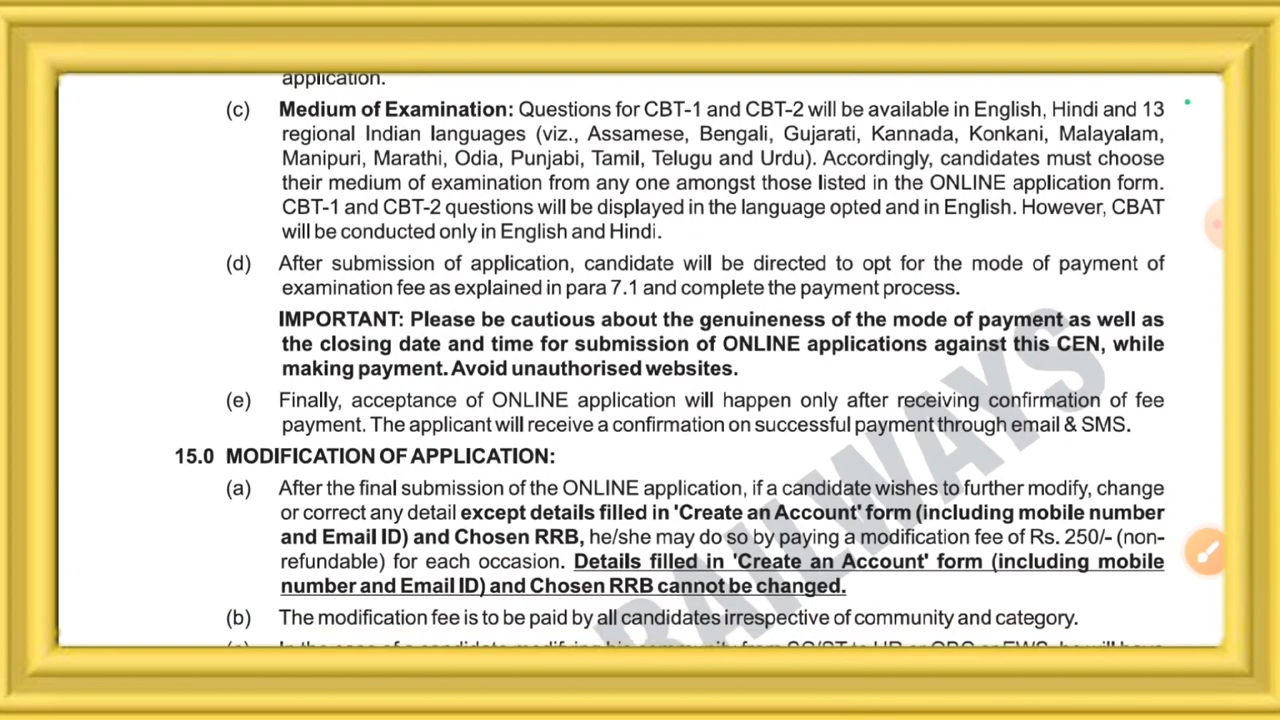 application.
(c) Medium of Examination: Questions for CBT-1 and CBT-2 will be available in English, Hindi and 13
regional Indian languages (viz., Assamese, Bengali, Gujarati, Kannada, Konkani, Malayalam,
Manipuri, Marathi, Odia, Punjabi, Tamil, Telugu and Urdu). Accordingly, candidates must choose
their medium of examination from any one amongst those listed in the ONLINE application form.
CBT-1 and CBT-2 questions will be displayed in the language opted and in English. However, CBAT
will be conducted only in English and Hindi.
(d) After submission of application, candidate will be directed to opt for the mode of payment of
examination fee as explained in para 7.1 and complete the payment process.
IMPORTANT: Please be cautious about the genuineness of the mode of payment as well as
the closing date and time for submission of ONLINE applications against this CEN, while
making payment. Avoid unauthorised websites.
(e) Finally, acceptance of ONLINE application will happen only after receiving confirmation of fee
payment. The applicant will receive a confirmation on successful payment through email & SMS.
15.0 MODIFICATION OF APPLICATION:
(a) After the final submission of the ONLINE application, if a candidate wishes to further modify, change
or correct any detail except details filled in 'Create an Account' form (including mobile number
and Email ID) and Chosen RRB, he/she may do so by paying a modification fee of Rs. 250/- (non-
refundable) for each occasion. Details filled in 'Create an Account' form (including mobile
number and Email ID) and Chosen RRB cannot be changed.
(b) The modification fee is to be paid by all candidates irrespective of community and category.
RAILWAYS